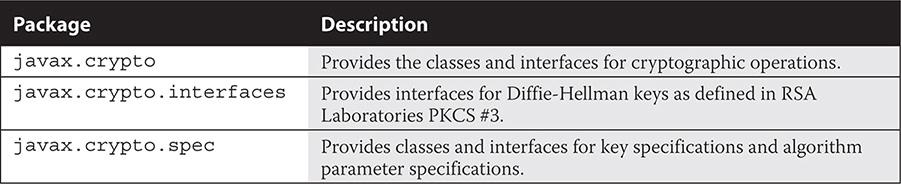 Package Description
javax.crypto Provides the classes and interfaces for cryptographic operations.
javax.crypto.interfaces Provides interfaces for Diffie-Hellman keys as defined in RSA
Laboratories PKCS #3.
javax.crypto.spec Provides classes and interfaces for key specifications and algorithm
parameter specifications.